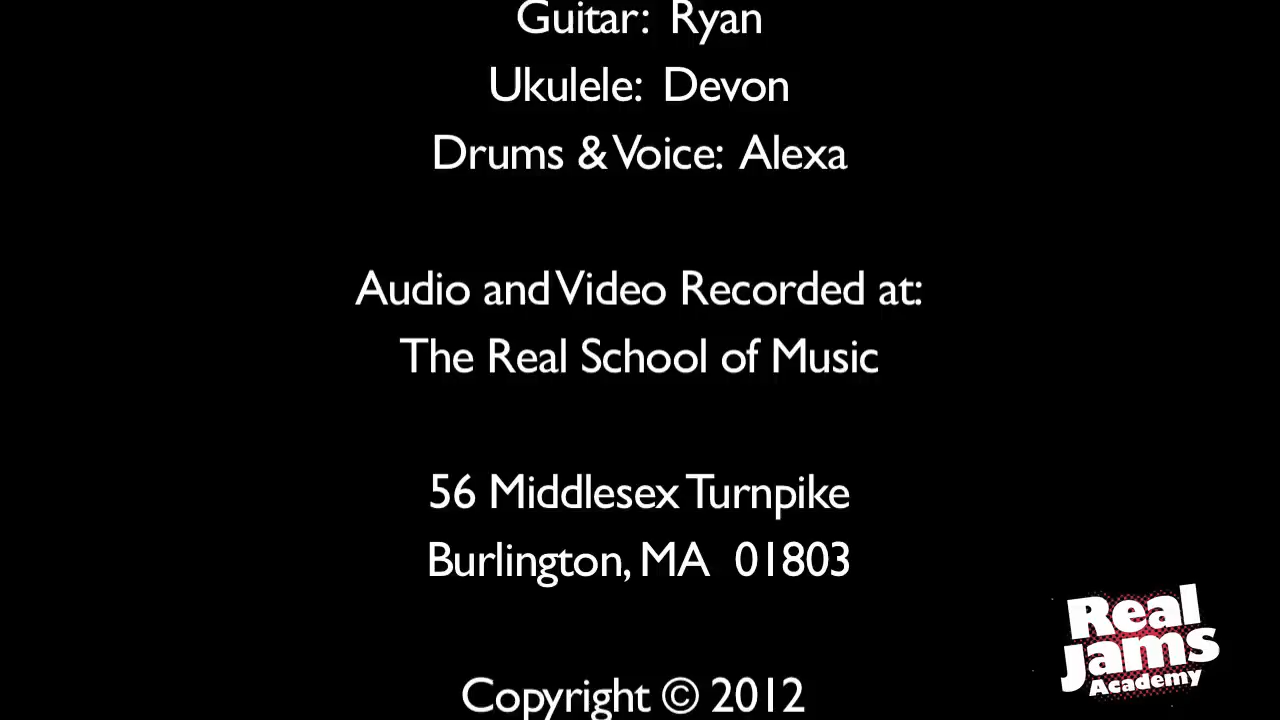 Guitar: Ryan
Ukulele: Devon
Drums & Voice: Alexa
Audio and Video Recorded at:
The Real School of Music
56 Middlesex Turnpike
Burlington, MA 01803
Copyright © 2012
Real
Jams
Academy